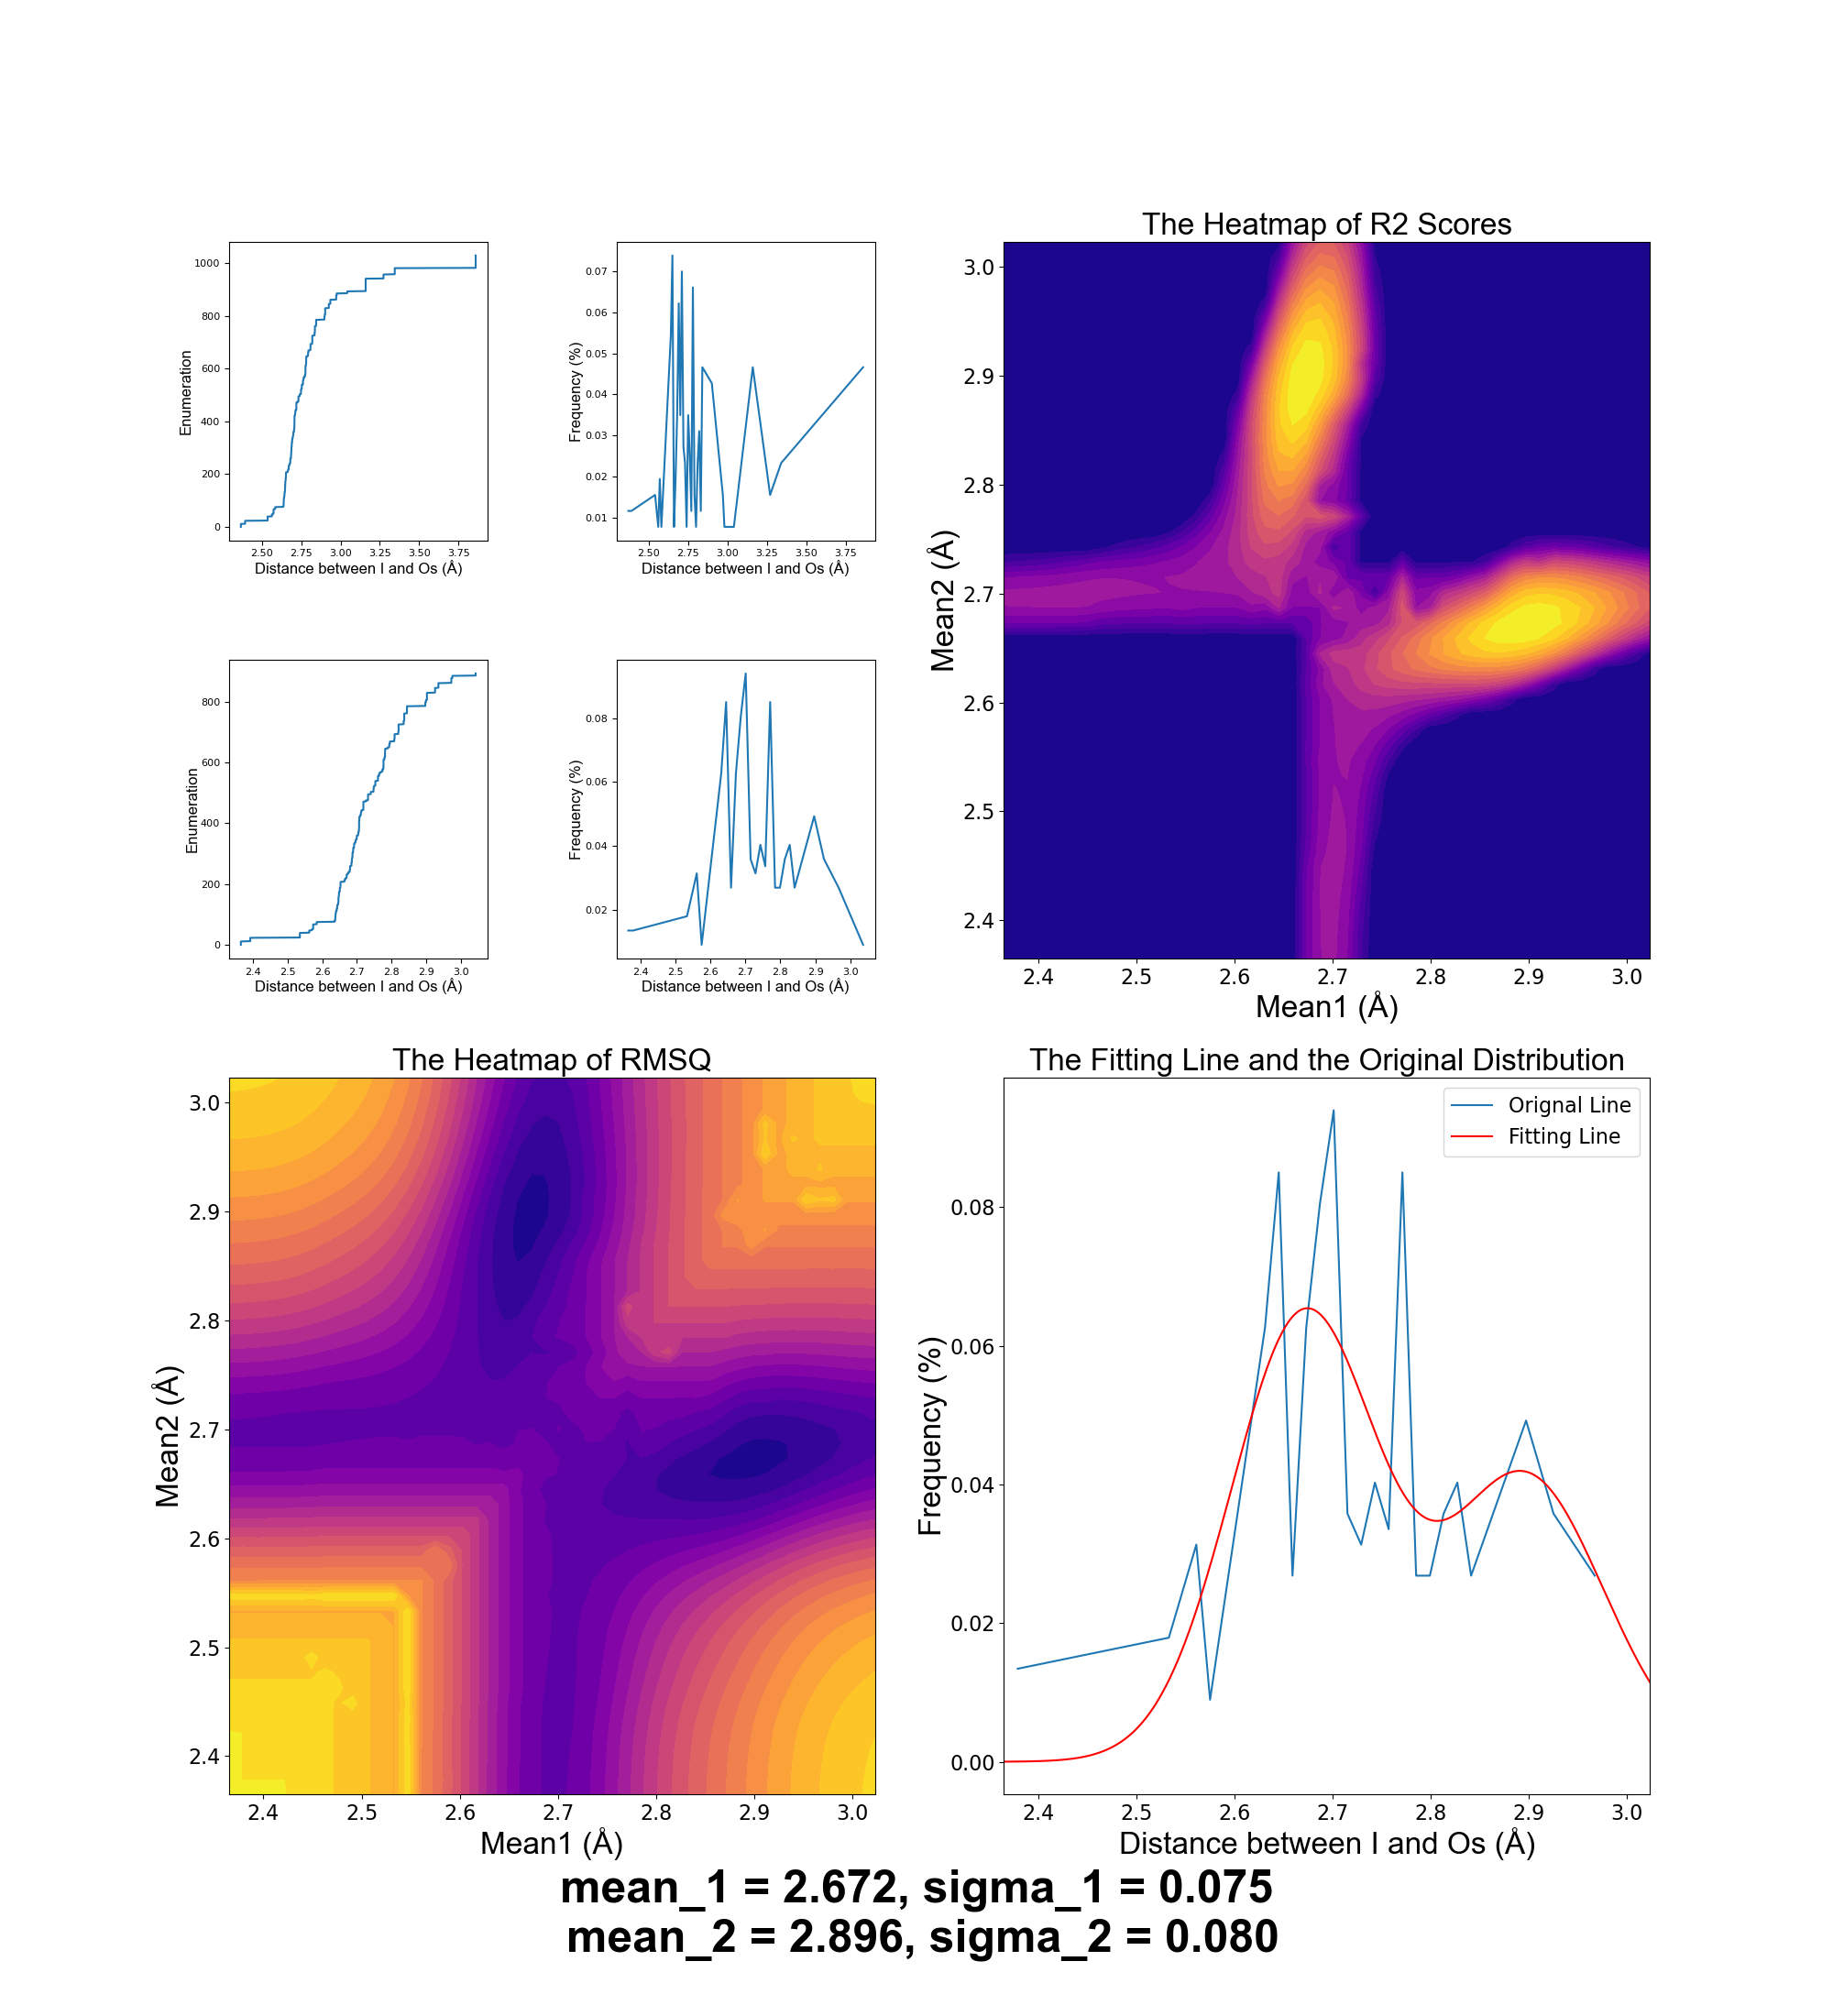 The Heatmap of R2 Scores
Enumeration
1000
800
600
400
200
0
2.50 2.75 3.00 3.25 3.50 3.75
Distance between I and Os (Å)
Frequency (%)
0.07
0.06
0.05
0.04
0.03
0.02
0.01
2.50 2.75 3.00 3.25 3.50 3.75
Distance between I and Os (Å)
Enumeration
800
600
400
200
0
2.4 2.5 2.6 2.7 2.8 2.9 3.0
Distance between I and Os (Å)
Frequency (%)
0.08
0.06
0.04
0.02
2.4 2.5 2.6 2.7 2.8 2.9 3.0
Distance between I and Os (Å)
Mean2 (Å)
3.0
2.9
2.8
2.7
2.6
2.5
2.4
2.4 2.5 2.6 2.7 2.8 2.9 3.0
Mean1 (Å)
The Heatmap of RMSQ
Mean2 (Å)
3.0
2.9
2.8
2.7
2.6
2.5
2.4
2.4 2.5 2.6 2.7 2.8 2.9 3.0
Mean1 (Å)
The Fitting Line and the Original Distribution
Orignal Line
Fitting Line
Frequency (%)
0.08
0.06
0.04
0.02
0.00
2.4 2.5 2.6 2.7 2.8 2.9 3.0
Distance between I and Os (Å)
mean_1 = 2.672, sigma_1 = 0.075
mean_2 = 2.896, sigma_2 = 0.080